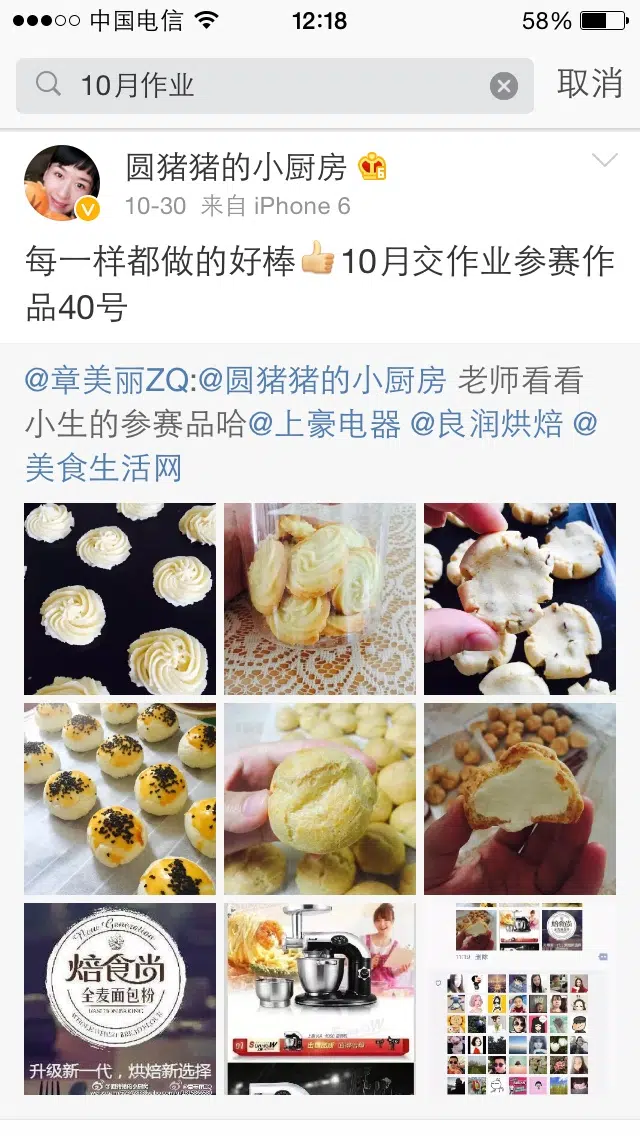 中国电信
12:18
58%
10月作业
取消
圆猪猪的小厨房
10-30 来自 iPhone 6
每一样都做的好棒10月交作业参赛作
品40号
@章美丽ZQ:@圆猪猪的小厨房 老师看看
小生的参赛品哈@上豪电器 @良润烘焙 @
美食生活网
New Generation
焙食尚
全麦面包粉
升级新一代，烘焙新选择